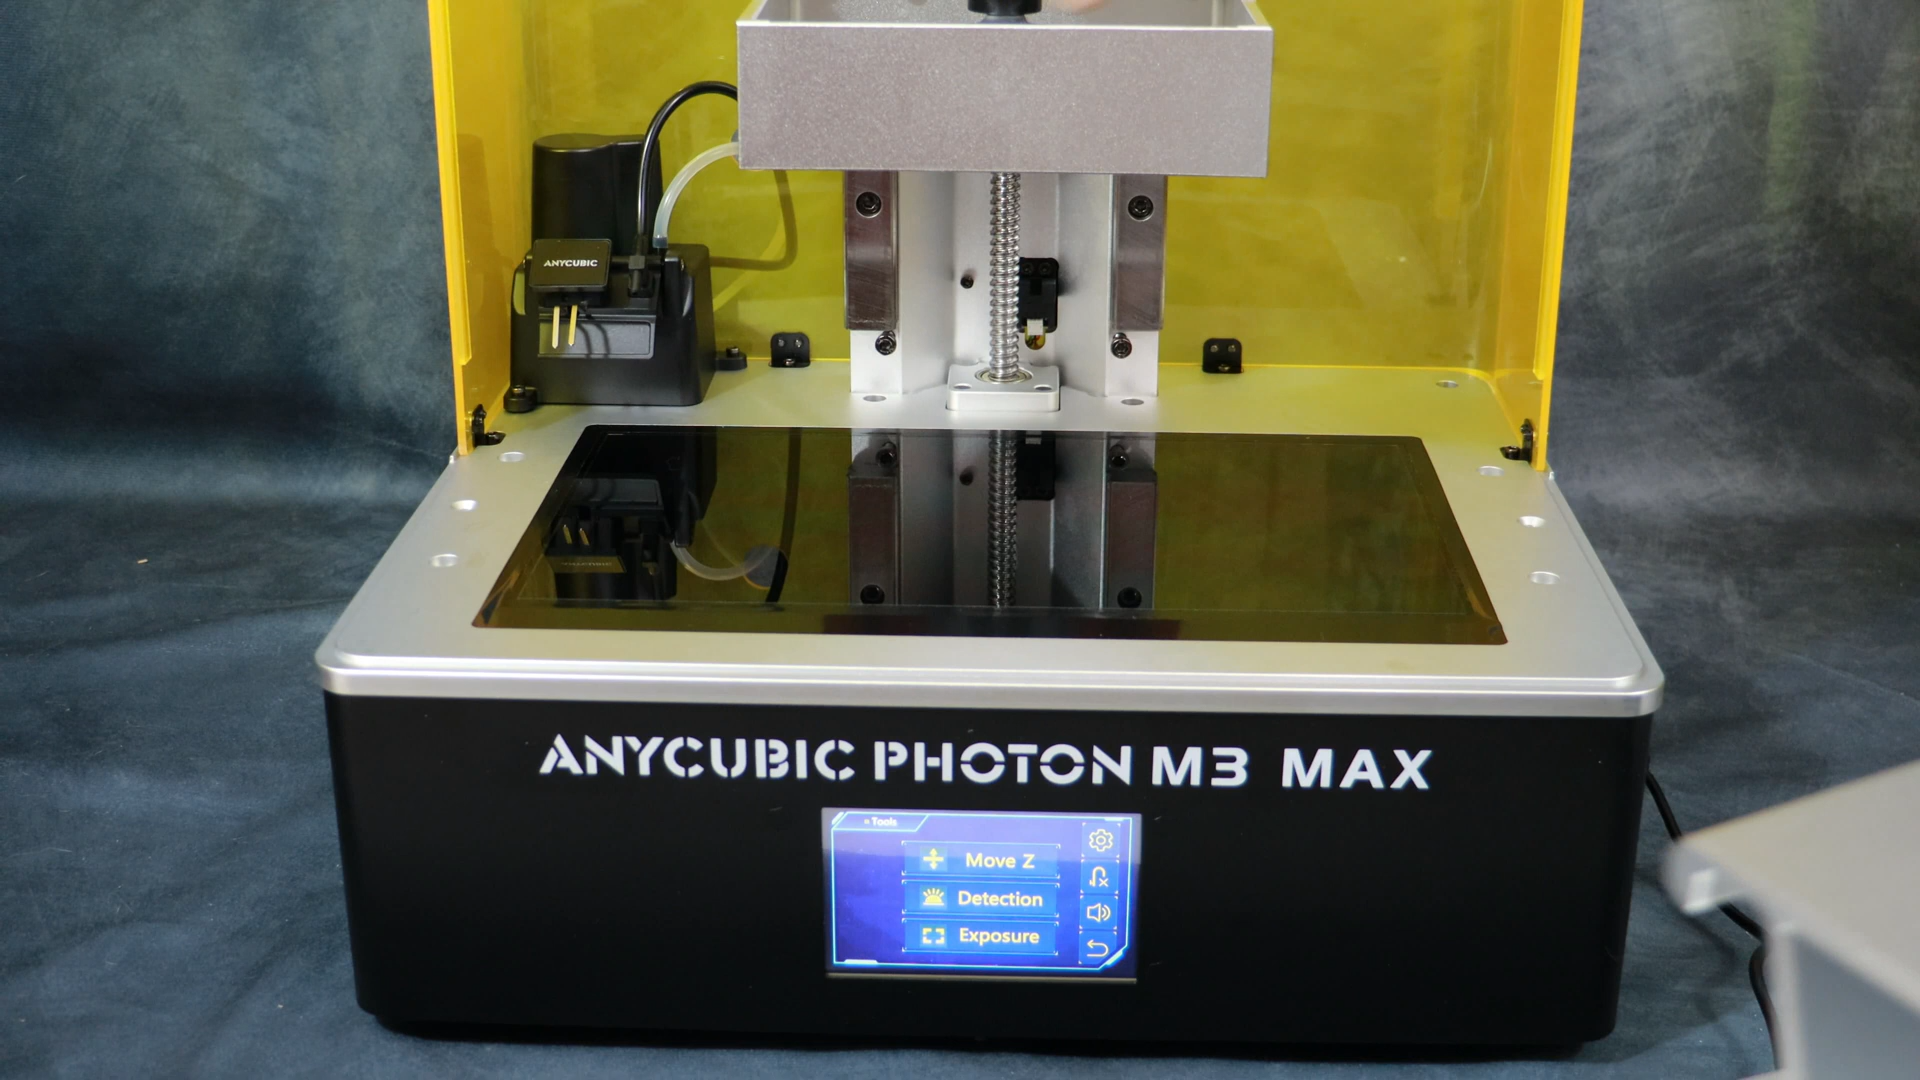 ANYCUBIC
ANYCUBIC PHOTON M3 MAX
Tools
Move Z
Detection
Exposure